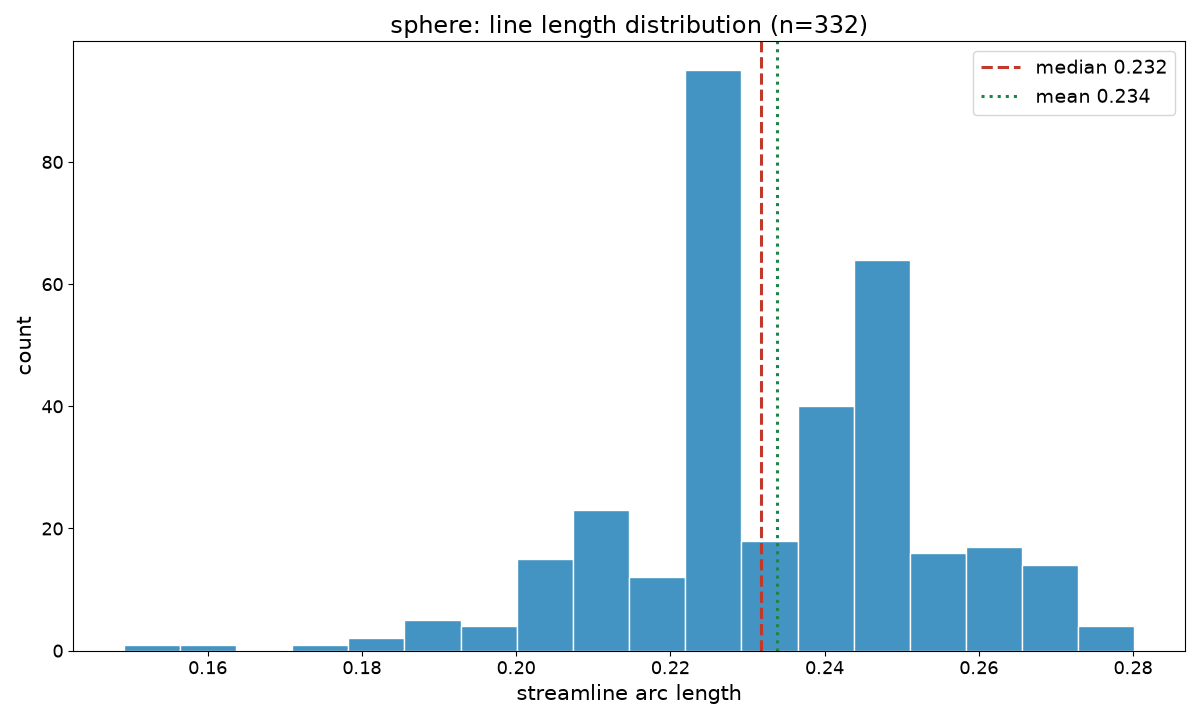 sphere: line length distribution (n=332)
median 0.232
mean 0.234
count
80
60
40
20
0
0.16 0.18 0.20 0.22 0.24 0.26 0.28
streamline arc length